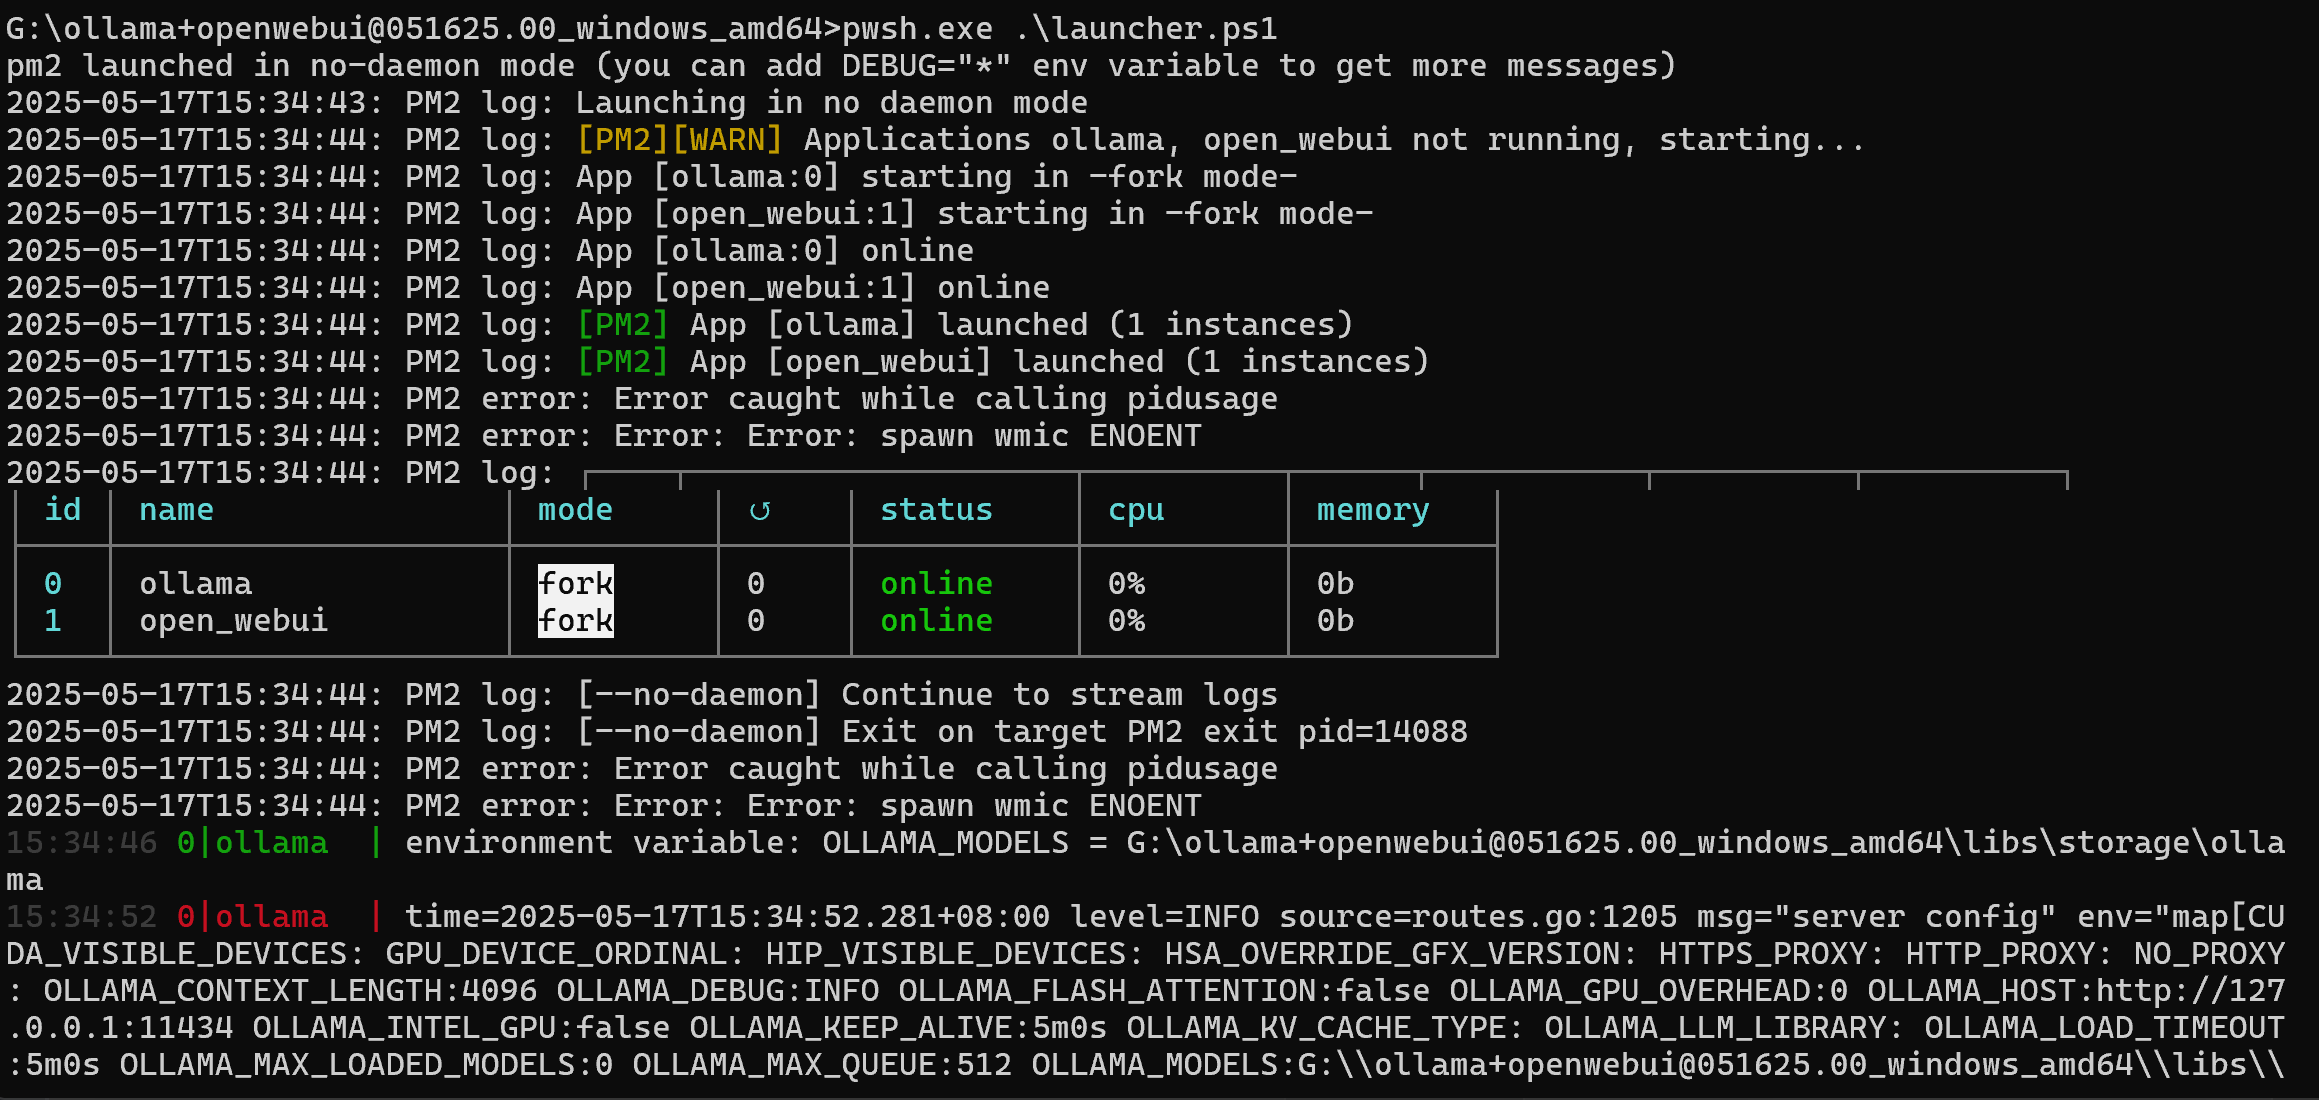 G:\ollama+openwebui@051625.00_windows_amd64>pwsh.exe .\launcher.ps1
pm2 launched in no-daemon mode (you can add DEBUG="*" env variable to get more messages)
2025-05-17T15:34:43: PM2 log: Launching in no daemon mode
2025-05-17T15:34:44: PM2 log: [PM2][WARN] Applications ollama, open_webui not running, starting...
2025-05-17T15:34:44: PM2 log: App [ollama:0] starting in -fork mode-
2025-05-17T15:34:44: PM2 log: App [open_webui:1] starting in -fork mode-
2025-05-17T15:34:44: PM2 log: App [ollama:0] online
2025-05-17T15:34:44: PM2 log: App [open_webui:1] online
2025-05-17T15:34:44: PM2 log: [PM2] App [ollama] launched (1 instances)
2025-05-17T15:34:44: PM2 log: [PM2] App [open_webui] launched (1 instances)
2025-05-17T15:34:44: PM2 error: Error caught while calling pidusage
2025-05-17T15:34:44: PM2 error: Error: Error: spawn wmic ENOENT
2025-05-17T15:34:44: PM2 log:
id name mode ↺ status cpu memory
0 ollama fork 0 online 0% 0b
1 open_webui fork 0 online 0% 0b
2025-05-17T15:34:44: PM2 log: [--no-daemon] Continue to stream logs
2025-05-17T15:34:44: PM2 log: [--no-daemon] Exit on target PM2 exit pid=14088
2025-05-17T15:34:44: PM2 error: Error caught while calling pidusage
2025-05-17T15:34:44: PM2 error: Error: Error: spawn wmic ENOENT
15:34:46 0|ollama  | environment variable: OLLAMA_MODELS = G:\ollama+openwebui@051625.00_windows_amd64\libs\storage\olla
ma
15:34:52 0|ollama  | time=2025-05-17T15:34:52.281+08:00 level=INFO source=routes.go:1205 msg="server config" env="map[CU
DA_VISIBLE_DEVICES: GPU_DEVICE_ORDINAL: HIP_VISIBLE_DEVICES: HSA_OVERRIDE_GFX_VERSION: HTTPS_PROXY: HTTP_PROXY: NO_PROXY
: OLLAMA_CONTEXT_LENGTH:4096 OLLAMA_DEBUG:INFO OLLAMA_FLASH_ATTENTION:false OLLAMA_GPU_OVERHEAD:0 OLLAMA_HOST:http://127
.0.0.1:11434 OLLAMA_INTEL_GPU:false OLLAMA_KEEP_ALIVE:5m0s OLLAMA_KV_CACHE_TYPE: OLLAMA_LLM_LIBRARY: OLLAMA_LOAD_TIMEOUT
:5m0s OLLAMA_MAX_LOADED_MODELS:0 OLLAMA_MAX_QUEUE:512 OLLAMA_MODELS:G:\\ollama+openwebui@051625.00_windows_amd64\\libs\\